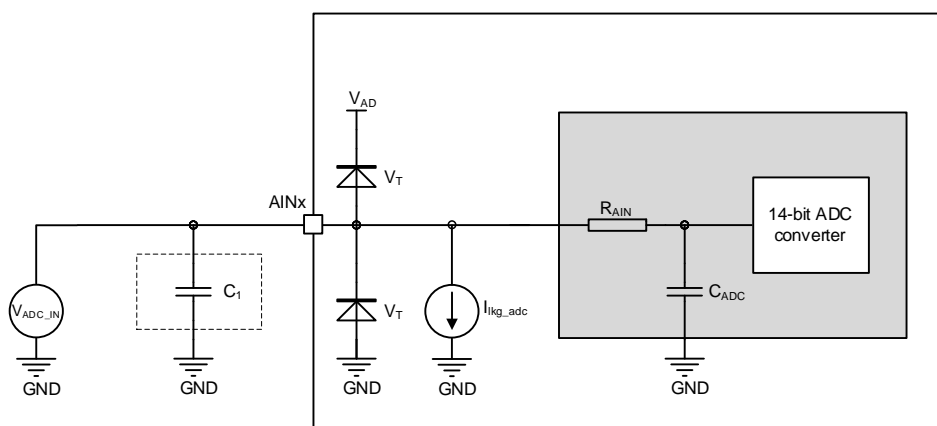 V_AD
V_T
AINx
R_AIN
14-bit ADC
converter
V_ADC_IN
C_1
V_T
I_lkg_adc
C_ADC
GND
GND
GND
GND
GND